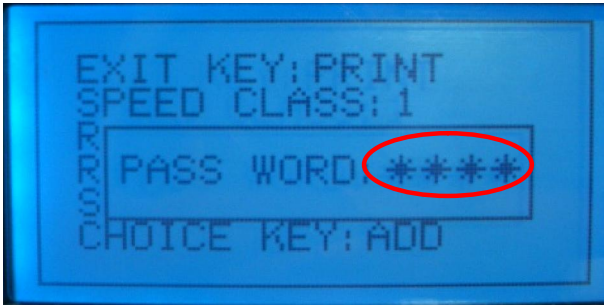 EXIT KEY:PRINT
SPEED CLASS:1
R
R
PASS WORD:****
S
CHOICE KEY:ADD